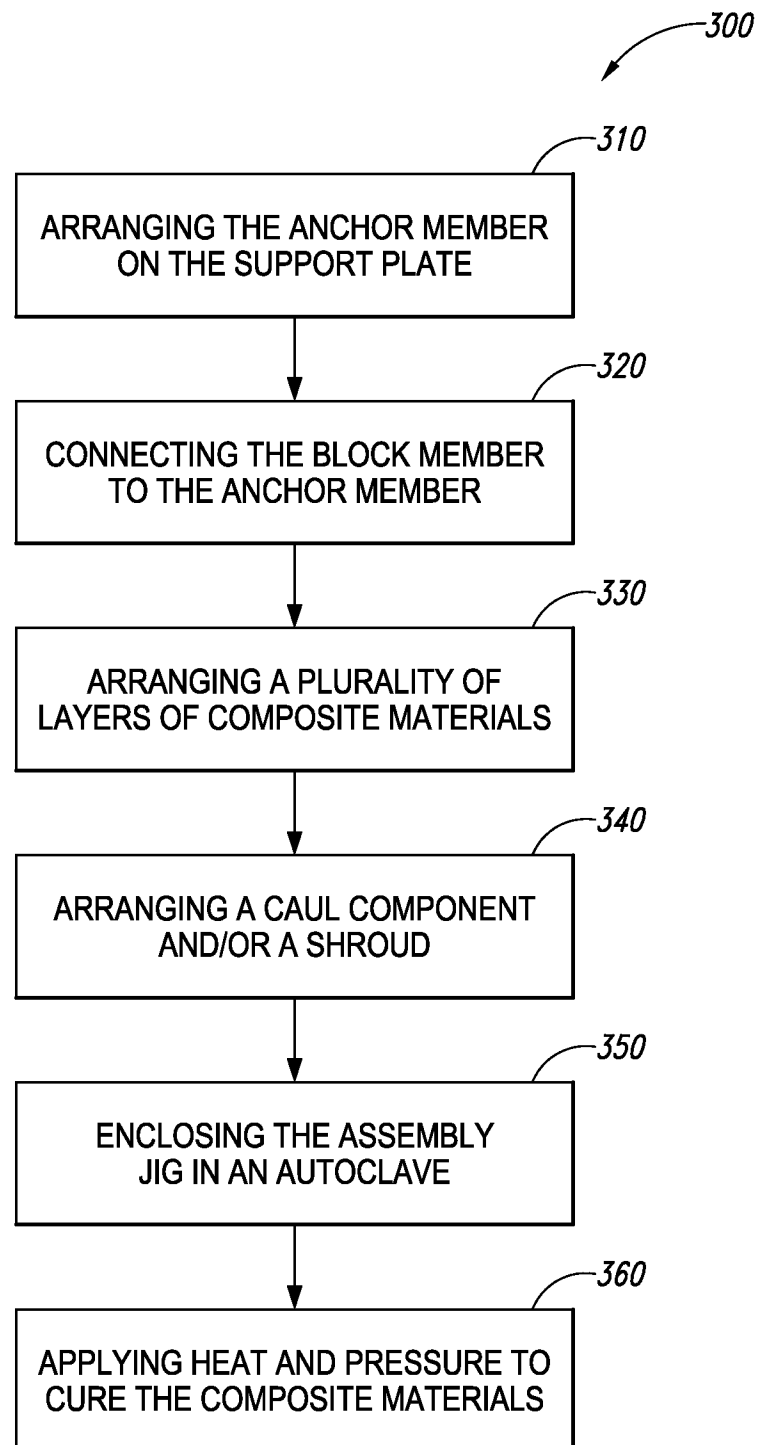 300
310
ARRANGING THE ANCHOR MEMBER
ON THE SUPPORT PLATE
320
CONNECTING THE BLOCK MEMBER
TO THE ANCHOR MEMBER
330
ARRANGING A PLURALITY OF
LAYERS OF COMPOSITE MATERIALS
340
ARRANGING A CAUL COMPONENT
AND/OR A SHROUD
350
ENCLOSING THE ASSEMBLY
JIG IN AN AUTOCLAVE
360
APPLYING HEAT AND PRESSURE TO
CURE THE COMPOSITE MATERIALS